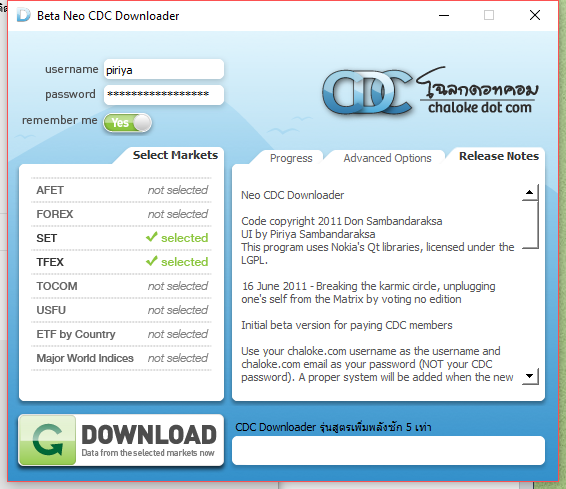 Beta Neo CDC Downloader
username piriya
password *****************
remember me Yes
CDC โฉลกดอทคอม
chaloke dot com
Select Markets
AFET not selected
FOREX not selected
SET selected
TFEX selected
TOCOM not selected
USFU not selected
ETF by Country not selected
Major World Indices not selected
Progress Advanced Options Release Notes
Neo CDC Downloader
Code copyright 2011 Don Sambandaraksa
UI by Piriya Sambandaraksa
This program uses Nokia's Qt libraries, licensed under the
LGPL.
16 June 2011 - Breaking the karmic circle, unplugging
one's self from the Matrix by voting no edition
Initial beta version for paying CDC members
Use your chaloke.com username as the username and
chaloke.com email as your password (NOT your CDC
password). A proper system will be added when the new
DOWNLOAD
Data from the selected markets now
CDC Downloader รุ่นสูตรเพิ่มพลังซัก 5 เท่า